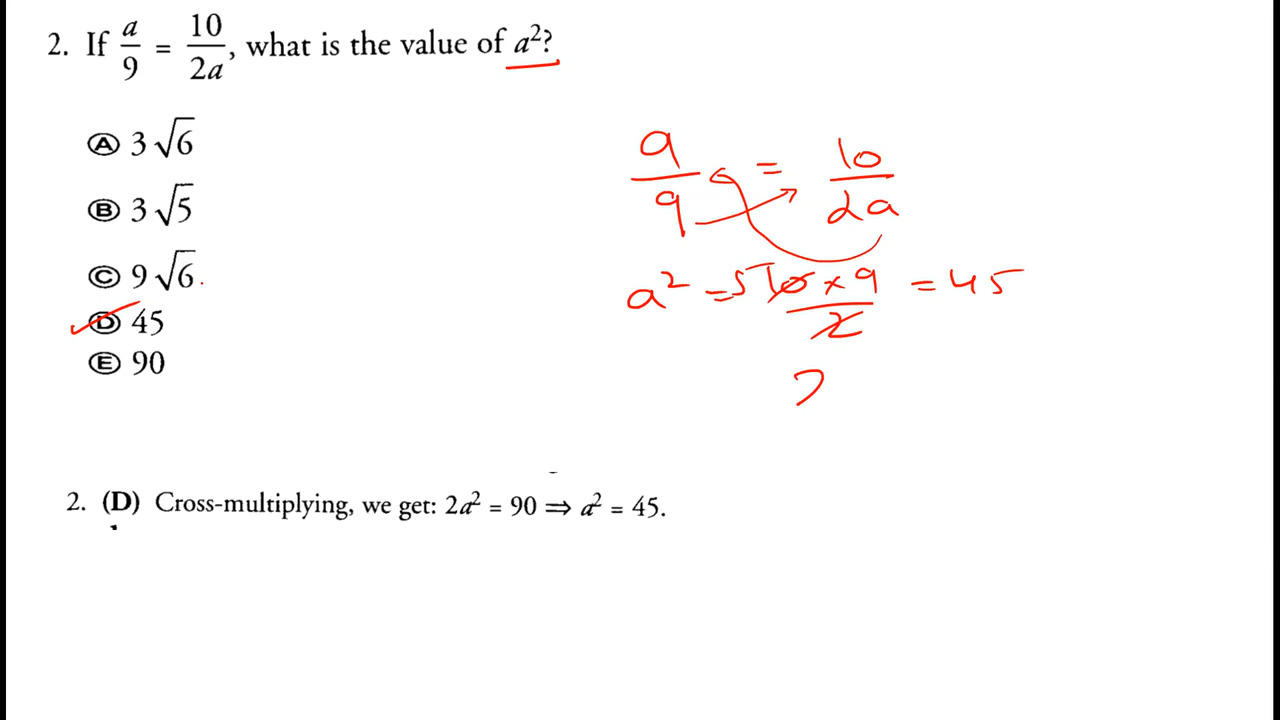 2. If a/9 = 10/2a, what is the value of a²?
A 3√6
B 3√5
C 9√6
D 45
E 90
a/9 = 10/2a
a² = 5 10 × 9 / 2 = 45
2. (D) Cross-multiplying, we get: 2a² = 90 ⇒ a² = 45.